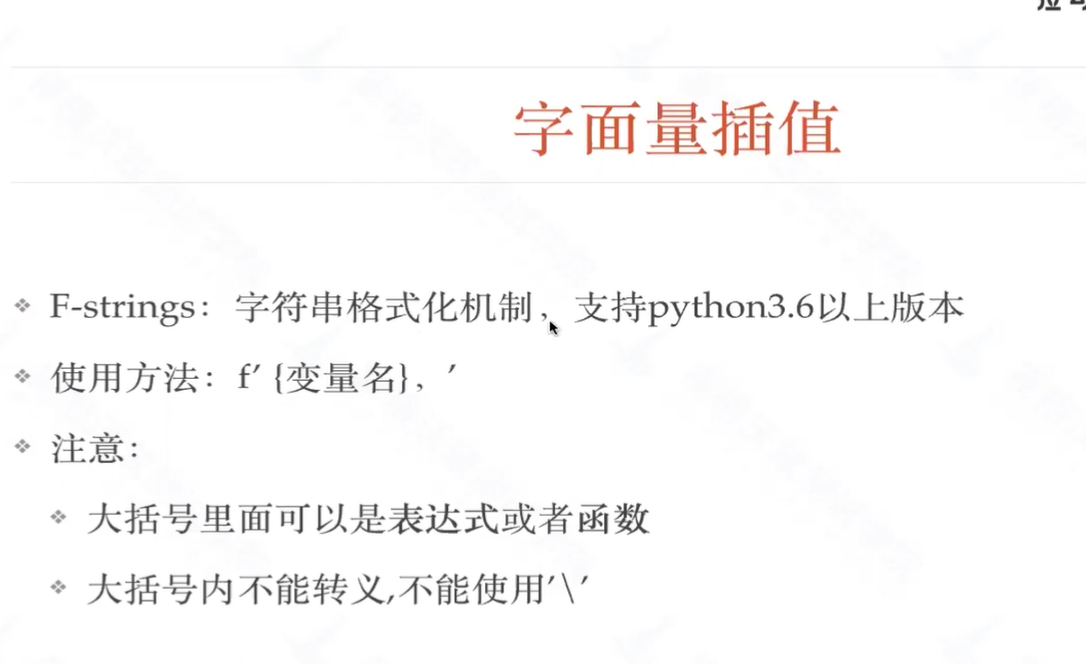 字面量插值
F-strings：字符串格式化机制，支持python3.6以上版本
使用方法：f' {变量名}，'
注意：
大括号里面可以是表达式或者函数
大括号内不能转义,不能使用'\'